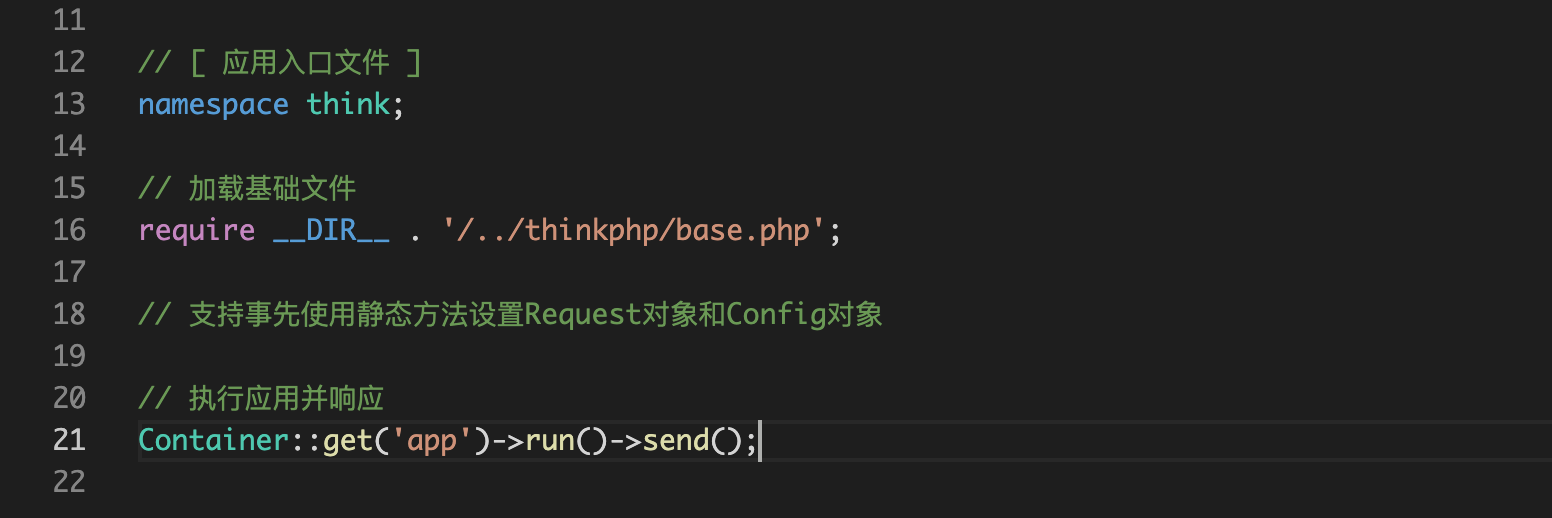 11
12 // [ 应用入口文件 ]
13 namespace think;
14
15 // 加载基础文件
16 require __DIR__ . '/../thinkphp/base.php';
17
18 // 支持事先使用静态方法设置Request对象和Config对象
19
20 // 执行应用并响应
21 Container::get('app')->run()->send();
22